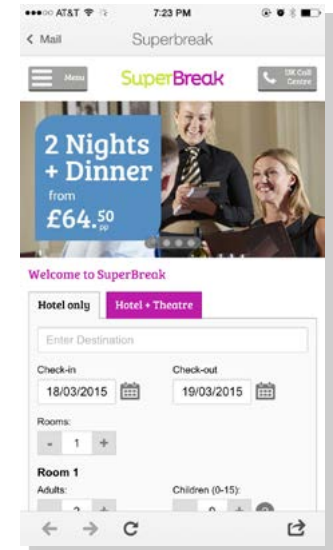 AT&T 7:23 PM
Mail Superbreak
Menu SuperBreak UK Call Centre
2 Nights
+ Dinner
from
£64.50
pp
Welcome to SuperBreak
Hotel only Hotel + Theatre
Enter Destination
Check-in Check-out
18/03/2015 19/03/2015
Rooms:
- 1 +
Room 1
Adults: Children (0-15):